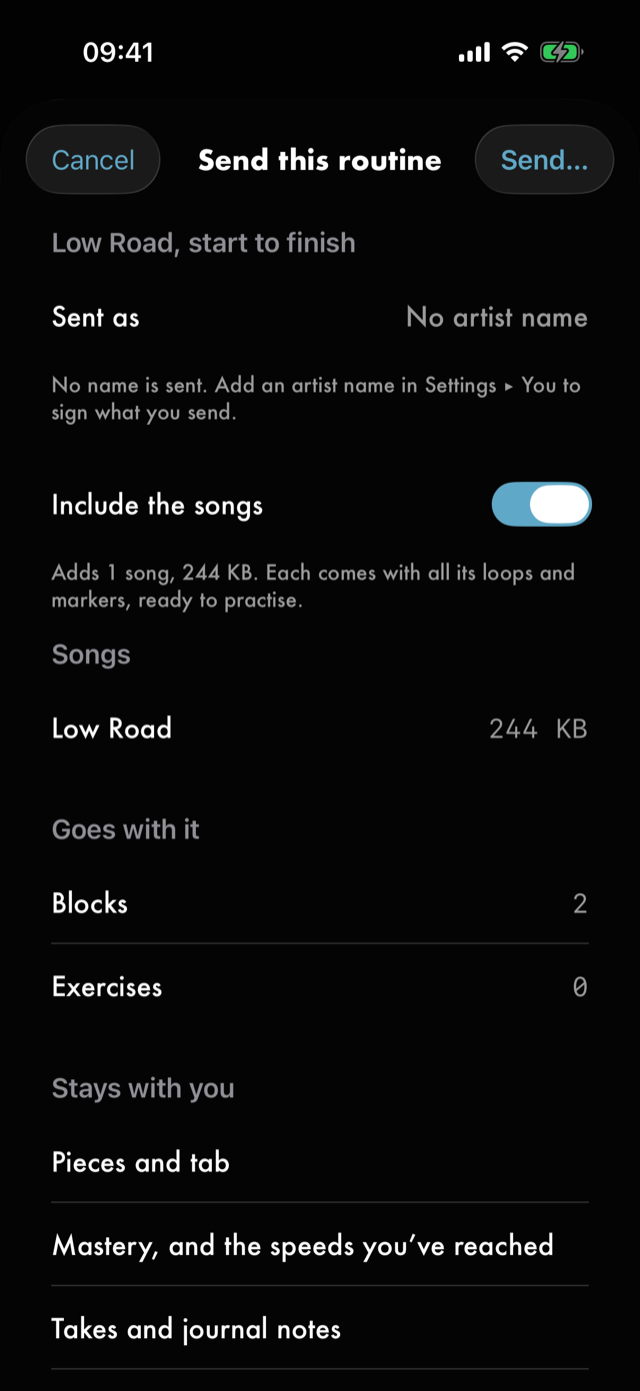 09:41
Cancel
Send this routine
Send...
Low Road, start to finish
Sent as
No artist name
No name is sent. Add an artist name in Settings ▸ You to
sign what you send.
Include the songs
Adds 1 song, 244 KB. Each comes with all its loops and
markers, ready to practise.
Songs
Low Road
244 KB
Goes with it
Blocks
2
Exercises
0
Stays with you
Pieces and tab
Mastery, and the speeds you’ve reached
Takes and journal notes